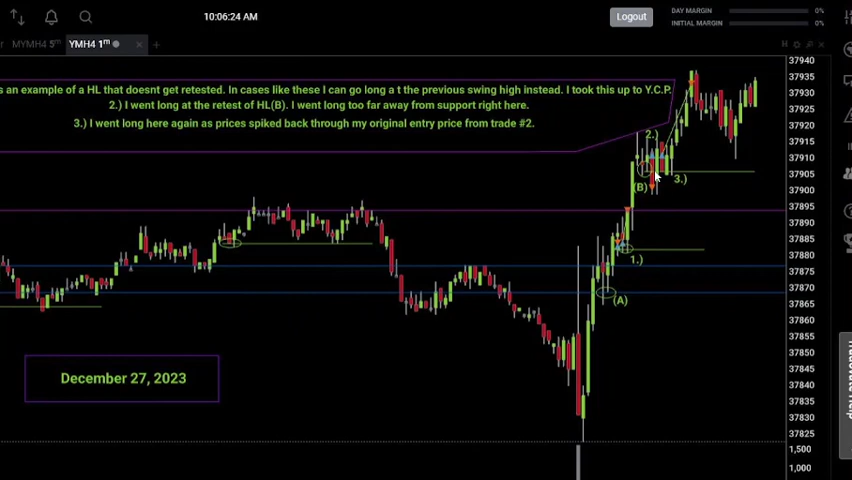 10:06:24 AM
Logout
DAY MARGIN 0%
INITIAL MARGIN 0%
MYMH4 5m
YMH4 1m
H
s an example of a HL that doesnt get retested. In cases like these I can go long a t the previous swing high instead. I took this up to Y.C.P.
2.) I went long at the retest of HL(B). I went long too far away from support right here.
3.) I went long here again as prices spiked back through my original entry price from trade #2.
2.)
(B)
3.)
1.)
(A)
December 27, 2023
37940
37935
37930
37925
37920
37915
37910
37905
37900
37895
37890
37885
37880
37875
37870
37865
37860
37855
37850
37845
37840
37835
37830
37825
1,500
1,000
Help